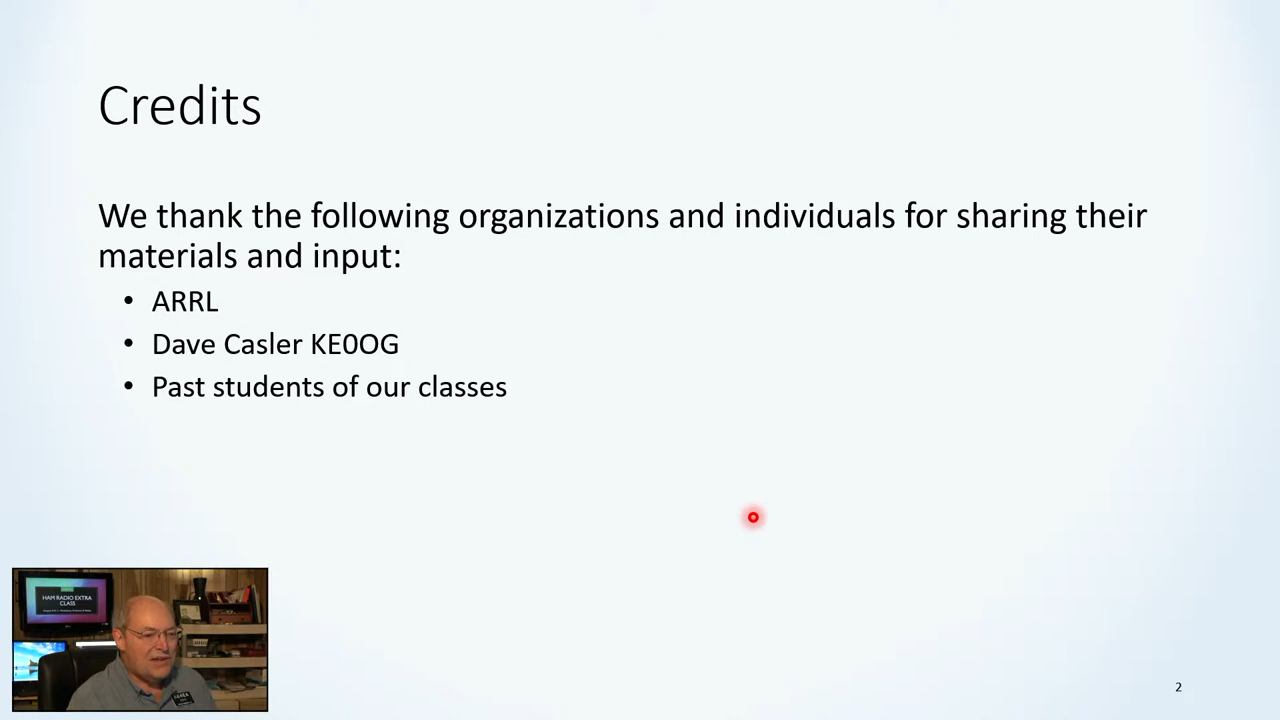 Credits
We thank the following organizations and individuals for sharing their
materials and input:
• ARRL
• Dave Casler KE0OG
• Past students of our classes
HAM RADIO EXTRA
CLASS
2